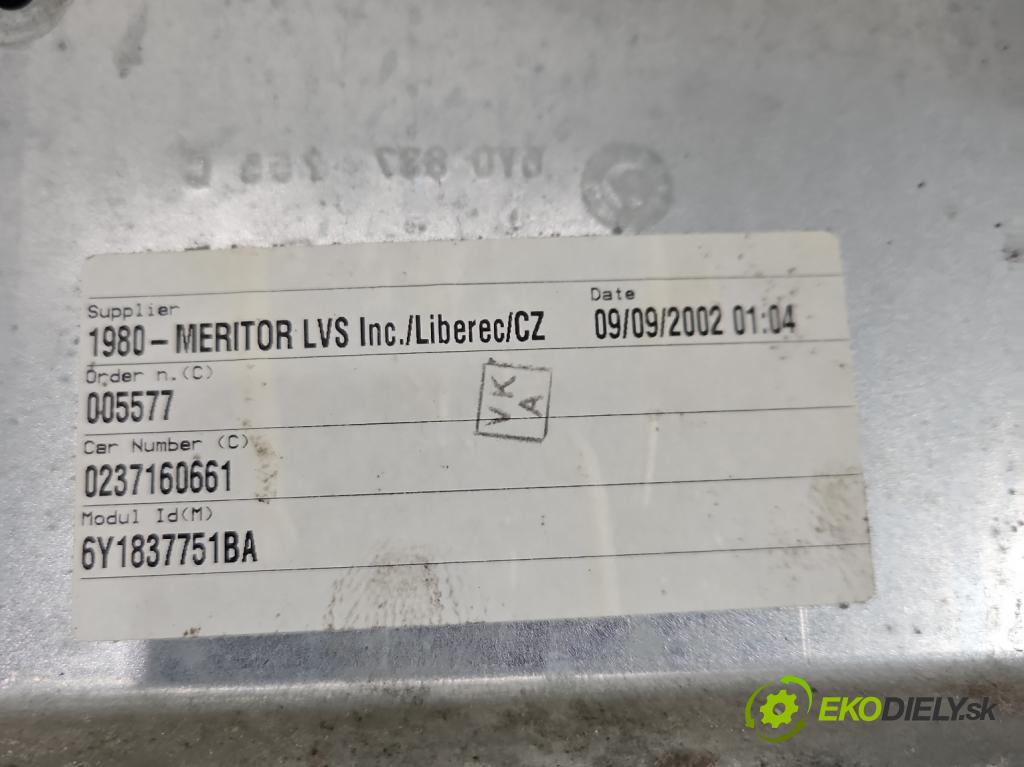 Supplier
1980 – MERITOR LVS Inc./Liberec/CZ
Date
09/09/2002 01:04
Order n.(C)
005577
VK
A
Car Number (C)
0237160661
Modul Id(M)
6Y1837751BA
EKODIELY.sk